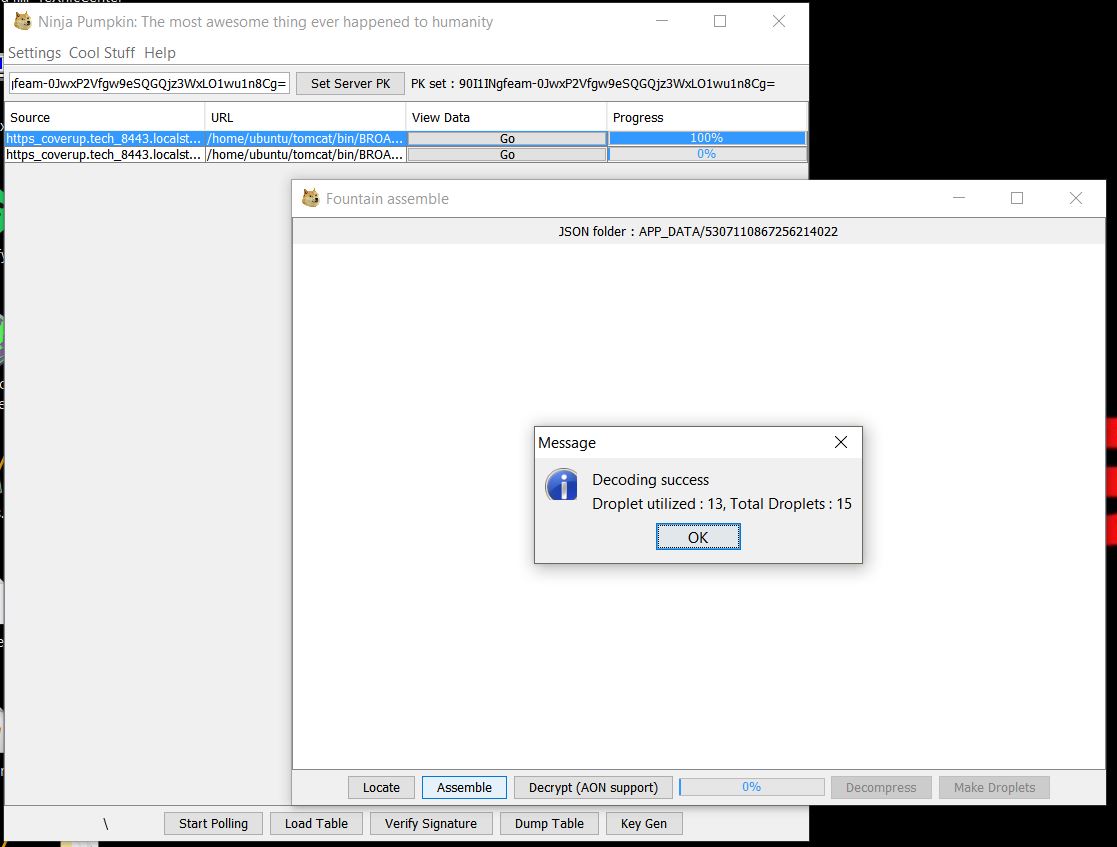 Ninja Pumpkin: The most awesome thing ever happened to humanity
Settings Cool Stuff Help
feam-0JwxP2Vfgw9eSQGQjz3WxLO1wu1n8Cg= Set Server PK PK set : 90I1INgfeam-0JwxP2Vfgw9eSQGQjz3WxLO1wu1n8Cg=
Source URL View Data Progress
https_coverup.tech_8443.localst... /home/ubuntu/tomcat/bin/BROA... Go 100%
https_coverup.tech_8443.localst... /home/ubuntu/tomcat/bin/BROA... Go 0%
Fountain assemble
JSON folder : APP_DATA/5307110867256214022
Message
Decoding success
Droplet utilized : 13, Total Droplets : 15
OK
Locate Assemble Decrypt (AON support) 0% Decompress Make Droplets
\ Start Polling Load Table Verify Signature Dump Table Key Gen